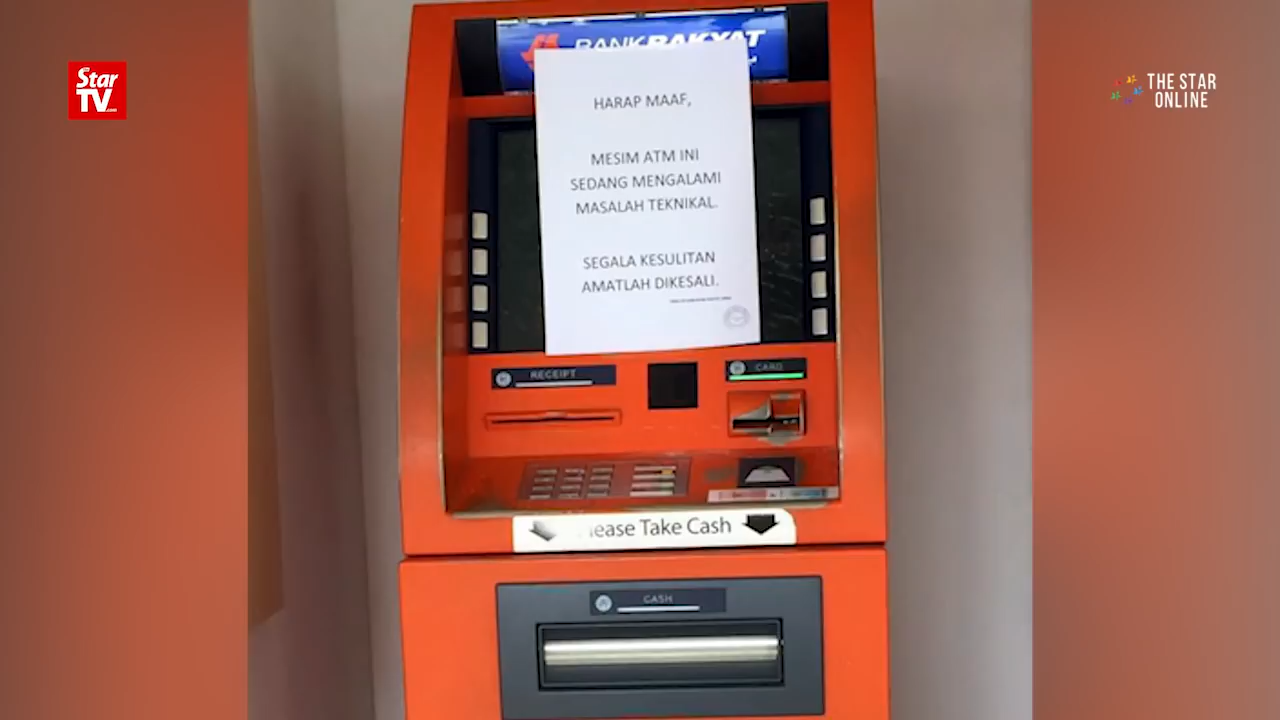 Star
TV
.com
THE STAR
ONLINE
BANK RAKYAT
HARAP MAAF,
MESIM ATM INI
SEDANG MENGALAMI
MASALAH TEKNIKAL.
SEGALA KESULITAN
AMATLAH DIKESALI.
RECEIPT
CARD
ease Take Cash
CASH